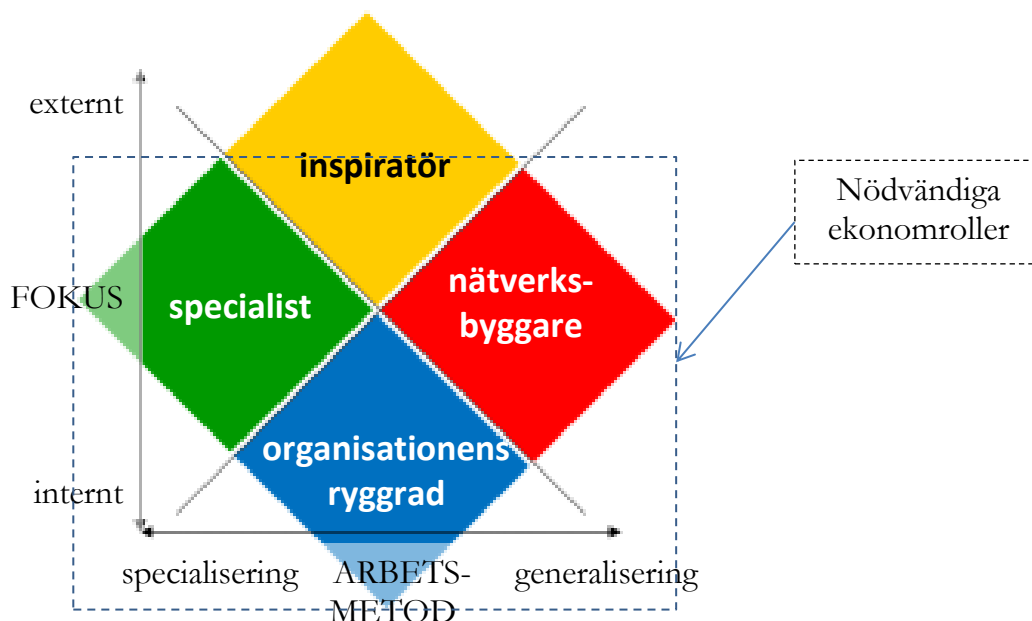 externt
inspiratör
Nödvändiga
ekonomroller
FOKUS
specialist
nätverks-
byggare
organisationens
ryggrad
internt
specialisering
ARBETS-
METOD
generalisering